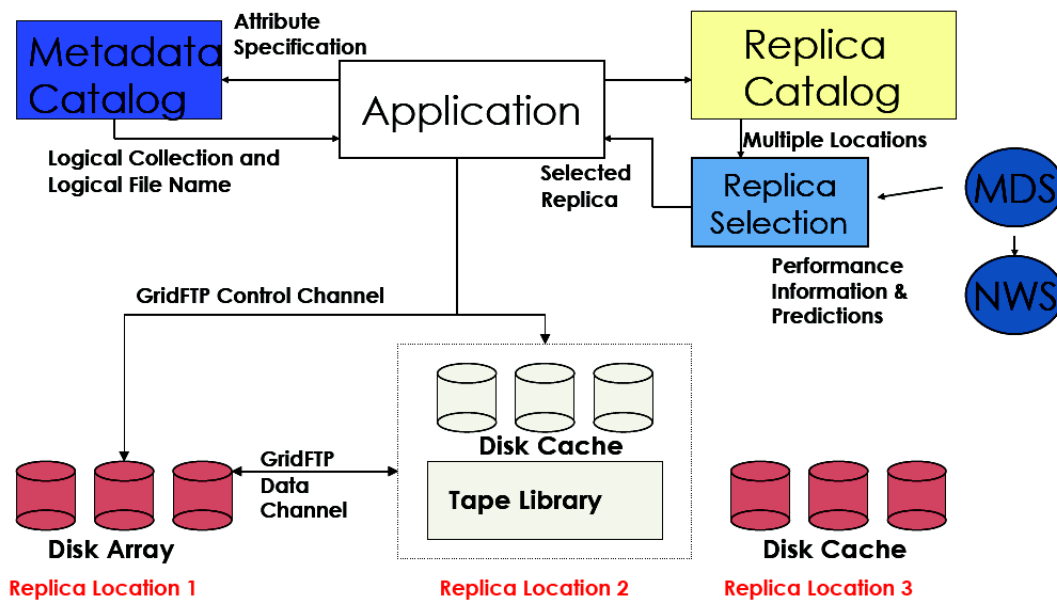 Attribute
Specification
Metadata
Catalog
Application
Replica
Catalog
Logical Collection and
Logical File Name
Selected
Replica
Multiple Locations
Replica
Selection
MDS
NWS
Performance
Information &
Predictions
GridFTP Control Channel
Disk Cache
Tape Library
GridFTP
Data
Channel
Disk Array
Disk Cache
Replica Location 1
Replica Location 2
Replica Location 3